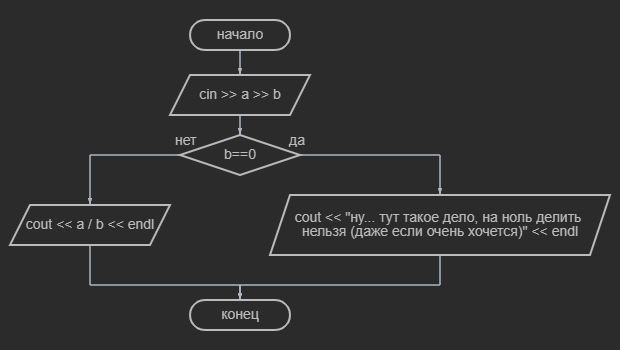 начало
cin >> a >> b
нет
да
b==0
cout << a / b << endl
cout << "ну... тут такое дело, на ноль делить
нельзя (даже если очень хочется)" << endl
конец